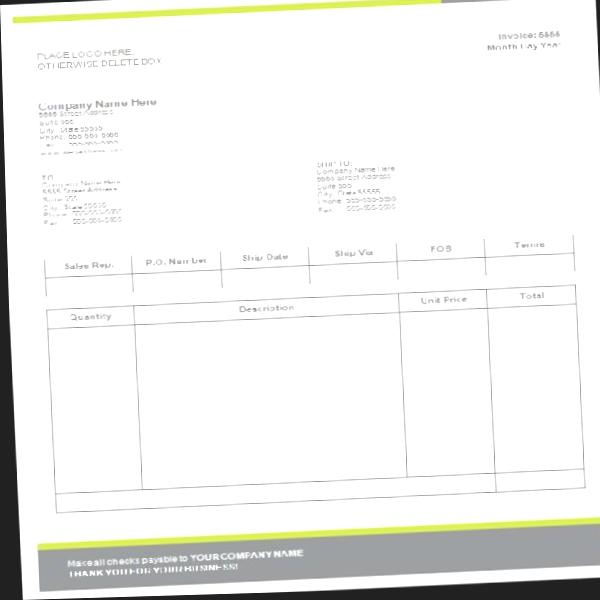 Invoice: 5555
Month Day Year
PLACE LOGO HERE,
OTHERWISE DELETE BOX
Company Name Here
5555 Street Address
Suite 555
City, State 55555
Phone: 555-555-5555
Fax: 555-555-5555
TO:
Company Name Here
5555 Street Address
Suite 555
City, State 55555
Phone: 555-555-5555
Fax: 555-555-5555
SHIP TO:
Company Name Here
5555 Street Address
Suite 555
City, State 55555
Phone: 555-555-5555
Fax: 555-555-5555
Sales Rep. P.O. Number Ship Date Ship Via FOB Terms
Quantity Description Unit Price Total
Make all checks payable to YOUR COMPANY NAME
THANK YOU FOR YOUR BUSINESS!